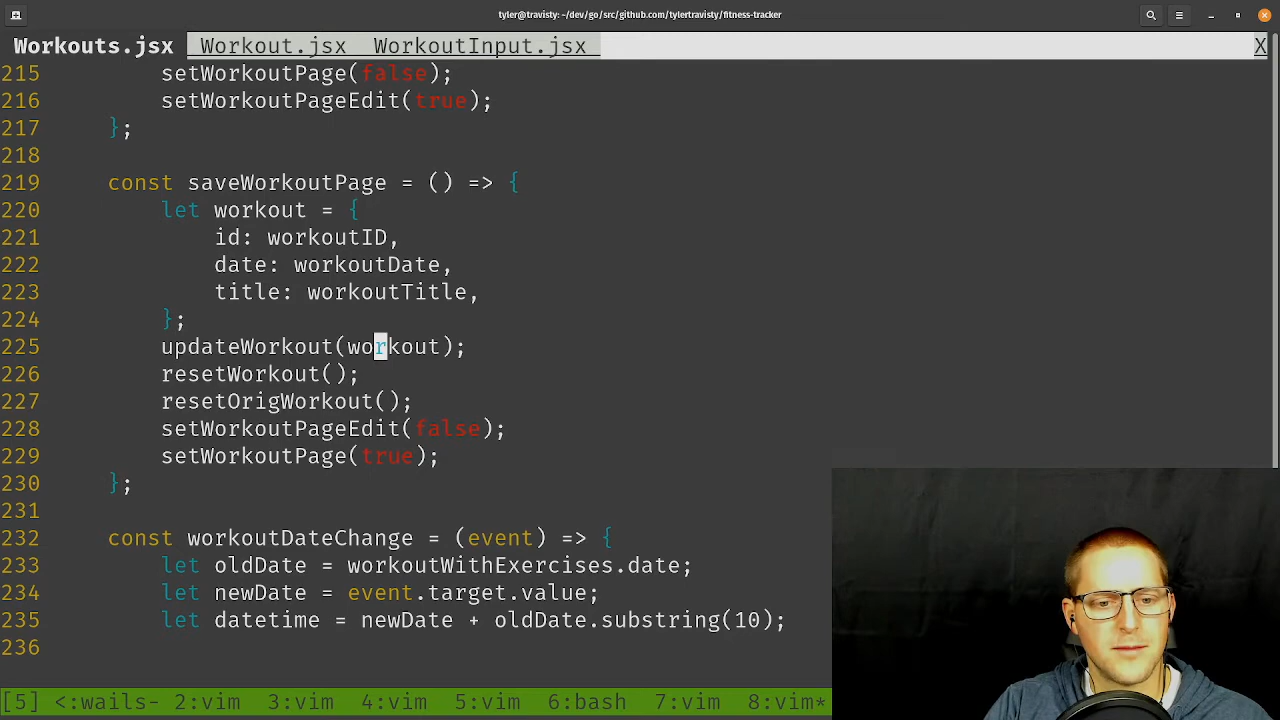 tyler@travisty: ~/dev/go/src/github.com/tylertravisty/fitness-tracker
Workouts.jsx Workout.jsx WorkoutInput.jsx X
215 setWorkoutPage(false);
216 setWorkoutPageEdit(true);
217 };
218
219 const saveWorkoutPage = () => {
220 let workout = {
221 id: workoutID,
222 date: workoutDate,
223 title: workoutTitle,
224 };
225 updateWorkout(workout);
226 resetWorkout();
227 resetOrigWorkout();
228 setWorkoutPageEdit(false);
229 setWorkoutPage(true);
230 };
231
232 const workoutDateChange = (event) => {
233 let oldDate = workoutWithExercises.date;
234 let newDate = event.target.value;
235 let datetime = newDate + oldDate.substring(10);
236
[5] <:wails- 2:vim 3:vim 4:vim 5:vim 6:bash 7:vim 8:vim*